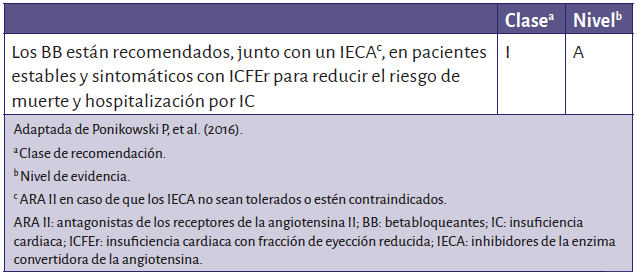 Claseª Nivelᵇ
Los BB están recomendados, junto con un IECAᶜ, en pacientes I A
estables y sintomáticos con ICFEr para reducir el riesgo de
muerte y hospitalización por IC
Adaptada de Ponikowski P, et al. (2016).
ª Clase de recomendación.
ᵇ Nivel de evidencia.
ᶜ ARA II en caso de que los IECA no sean tolerados o estén contraindicados.
ARA II: antagonistas de los receptores de la angiotensina II; BB: betabloqueantes; IC: insuficiencia
cardiaca; ICFEr: insuficiencia cardiaca con fracción de eyección reducida; IECA: inhibidores de la enzima
convertidora de la angiotensina.